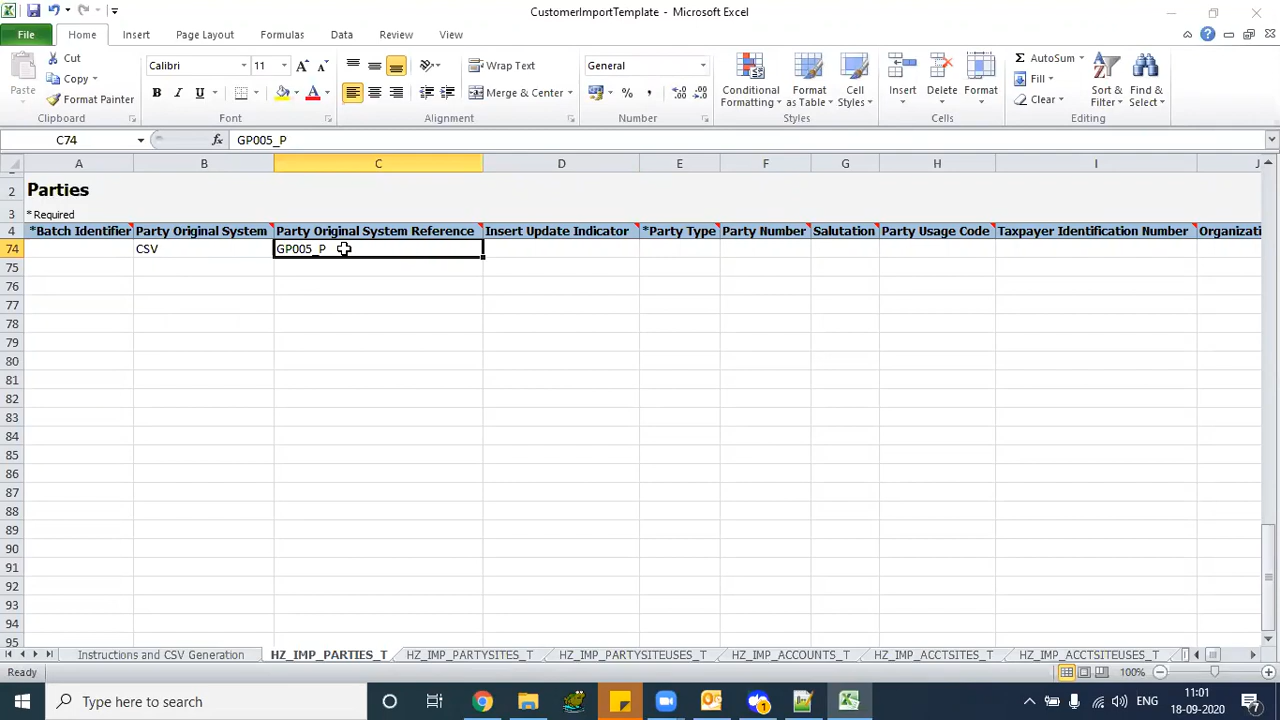 CustomerImportTemplate - Microsoft Excel
File Home Insert Page Layout Formulas Data Review View
Cut
Copy
Format Painter
Paste
Clipboard
Calibri 11
B I U
Font
Wrap Text
Merge & Center
Alignment
General
Number
Conditional Formatting
Format as Table
Cell Styles
Styles
Insert Delete Format
Cells
AutoSum
Fill
Clear
Sort & Filter
Find & Select
Editing
C74 fx GP005_P
A B C D E F G H I J
2 Parties
3 * Required
4 *Batch Identifier Party Original System Party Original System Reference Insert Update Indicator *Party Type Party Number Salutation Party Usage Code Taxpayer Identification Number Organizati
74 CSV GP005_P
75
76
77
78
79
80
81
82
83
84
85
86
87
88
89
90
91
92
93
94
95
Instructions and CSV Generation HZ_IMP_PARTIES_T HZ_IMP_PARTYSITES_T HZ_IMP_PARTYSITEUSES_T HZ_IMP_ACCOUNTS_T HZ_IMP_ACCTSITES_T HZ_IMP_ACCTSITEUSES_T
Ready 100%
Type here to search ENG 11:01
18-09-2020